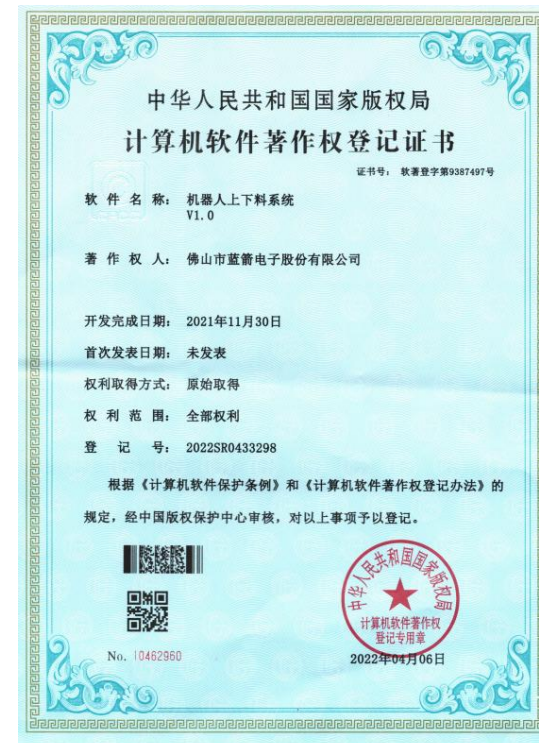 中华人民共和国国家版权局
计算机软件著作权登记证书
证书号： 软著登字第9387497号
软件名称： 机器人上下料系统
V1.0
著作权人： 佛山市蓝箭电子股份有限公司
开发完成日期： 2021年11月30日
首次发表日期： 未发表
权利取得方式： 原始取得
权利范围： 全部权利
登记号： 2022SR0433298
根据《计算机软件保护条例》和《计算机软件著作权登记办法》的
规定，经中国版权保护中心审核，对以上事项予以登记。
中华人民共和国国家版权局
计算机软件著作权
登记专用章
No. 10462960
2022年04月06日